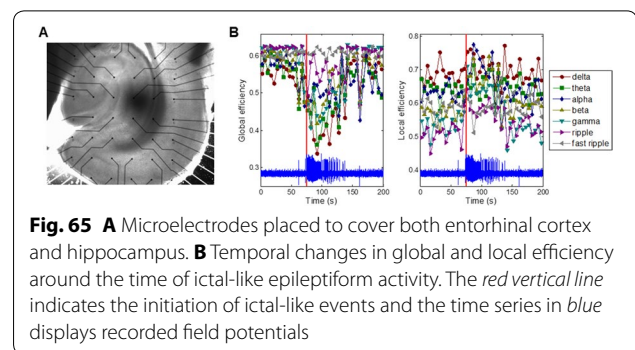 A
B
0.6
0.5
0.4
0.3
Global efficiency
0
50
100
150
200
Time (s)
0.8
0.7
0.6
0.5
0.4
Local efficiency
0
50
100
150
200
Time (s)
delta
theta
alpha
beta
gamma
ripple
fast ripple
Fig. 65 A Microelectrodes placed to cover both entorhinal cortex
and hippocampus. B Temporal changes in global and local efficiency
around the time of ictal-like epileptiform activity. The red vertical line
indicates the initiation of ictal-like events and the time series in blue
displays recorded field potentials